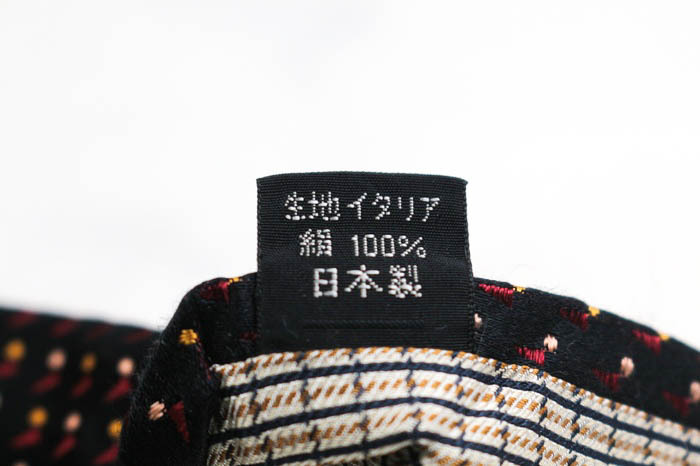 生地イタリア
絹 100%
日本製